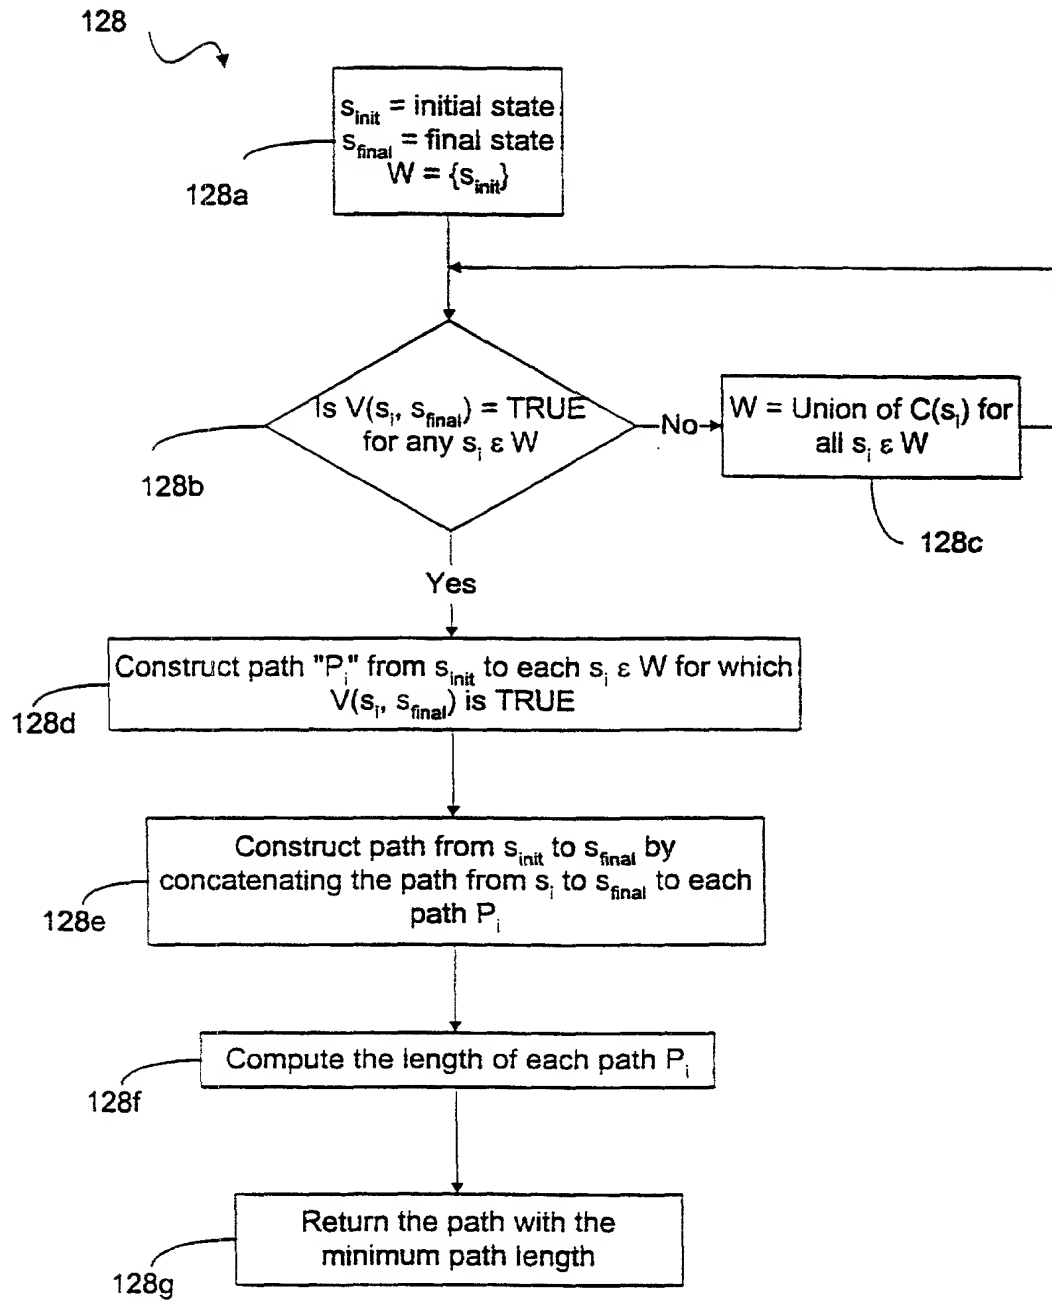 128
s_init = initial state
s_final = final state
W = {s_init}
128a
Is V(s_i, s_final) = TRUE
for any s_i ε W
128b
No
W = Union of C(s_i) for
all s_i ε W
128c
Yes
Construct path "P_i" from s_init to each s_i ε W for which
V(s_i, s_final) is TRUE
128d
Construct path from s_init to s_final by
concatenating the path from s_i to s_final to each
path P_i
128e
Compute the length of each path P_i
128f
Return the path with the
minimum path length
128g